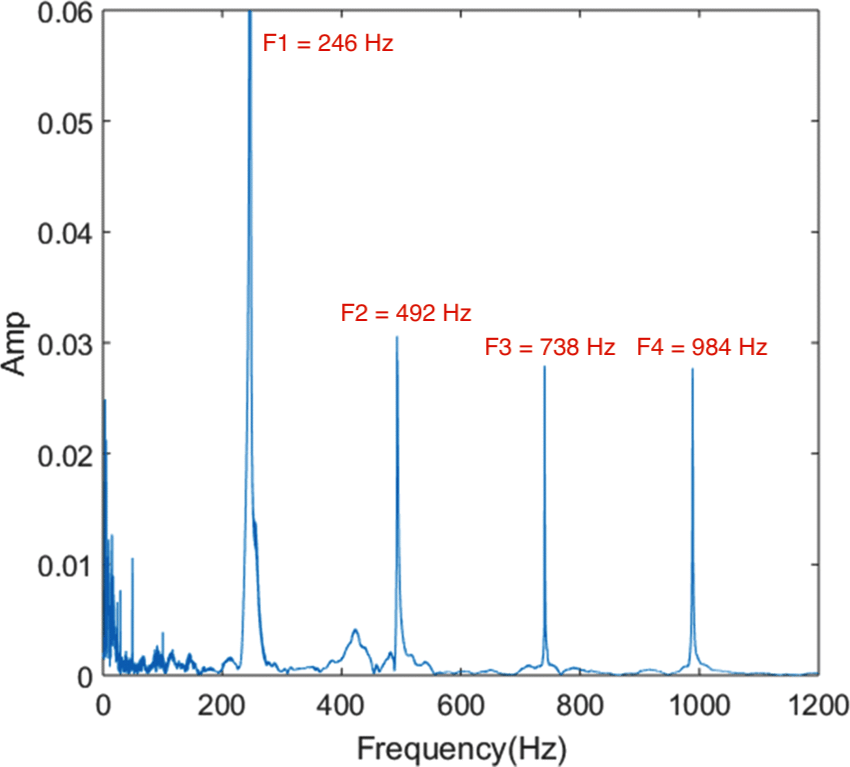 0.06
F1 = 246 Hz
0.05
0.04
F2 = 492 Hz
0.03
F3 = 738 Hz
F4 = 984 Hz
Amp
0.02
0.01
0
0 200 400 600 800 1000 1200
Frequency(Hz)